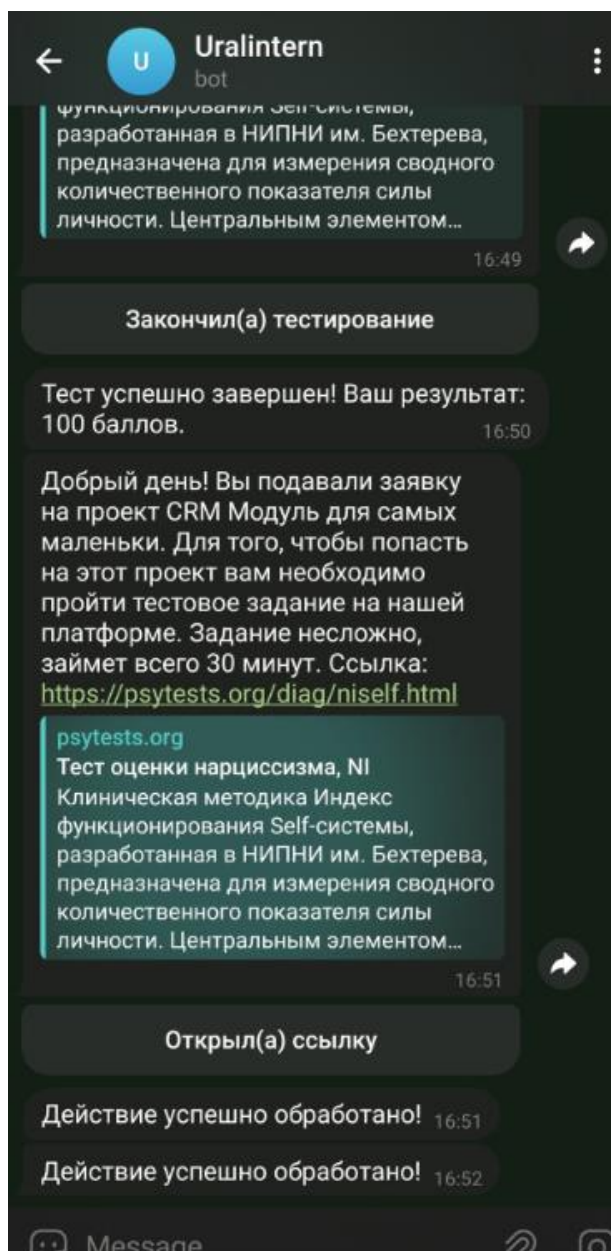 Uralintern
bot
функционирования Self-системы,
разработанная в НИПНИ им. Бехтерева,
предназначена для измерения сводного
количественного показателя силы
личности. Центральным элементом...
16:49
Закончил(а) тестирование
Тест успешно завершен! Ваш результат:
100 баллов.
16:50
Добрый день! Вы подавали заявку
на проект CRM Модуль для самых
маленьки. Для того, чтобы попасть
на этот проект вам необходимо
пройти тестовое задание на нашей
платформе. Задание несложно,
займет всего 30 минут. Ссылка:
https://psytests.org/diag/niself.html
psytests.org
Тест оценки нарциссизма, NI
Клиническая методика Индекс
функционирования Self-системы,
разработанная в НИПНИ им. Бехтерева,
предназначена для измерения сводного
количественного показателя силы
личности. Центральным элементом...
16:51
Открыл(а) ссылку
Действие успешно обработано! 16:51
Действие успешно обработано! 16:52
Message